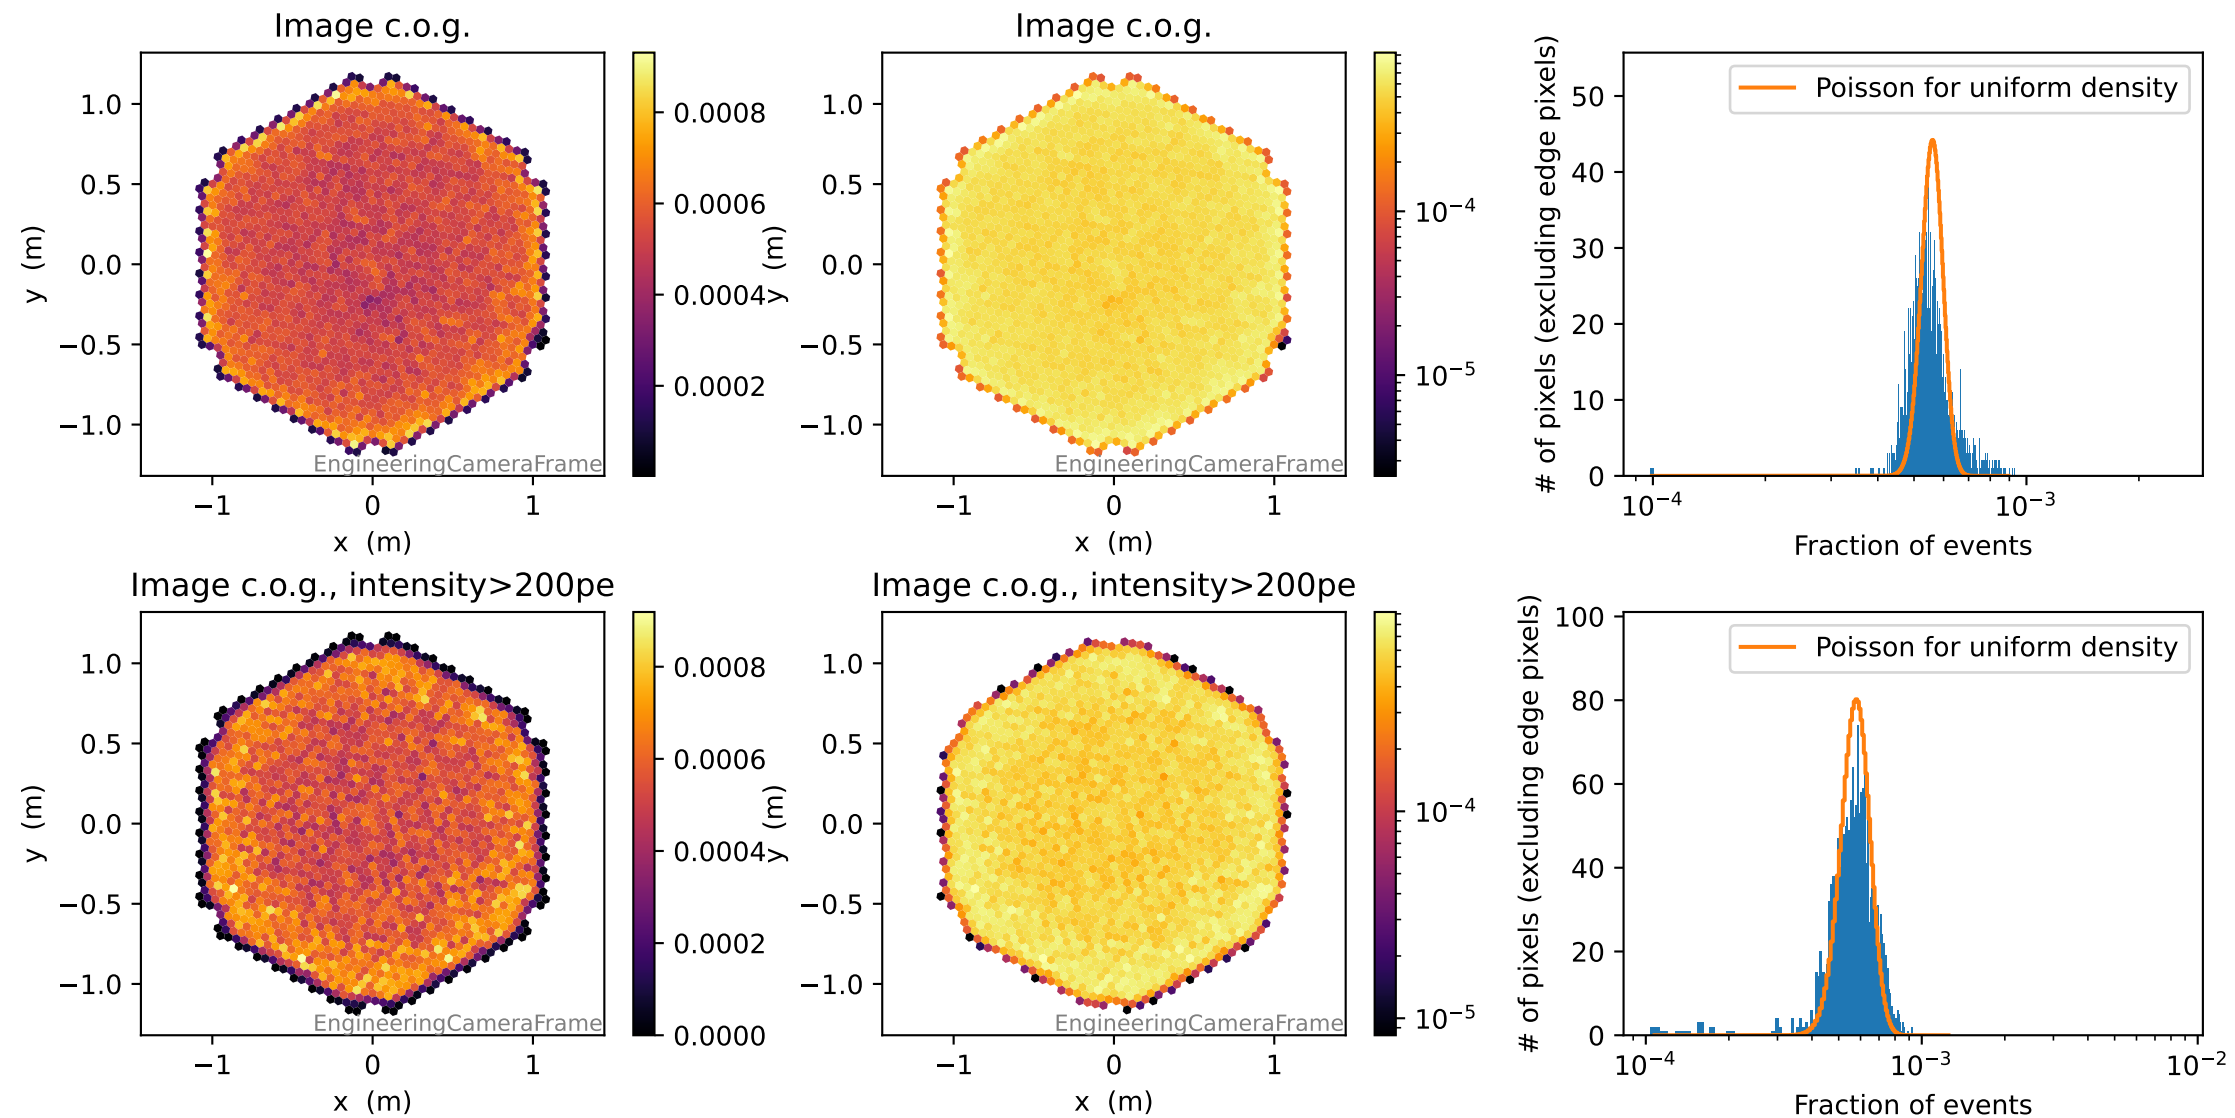 Image c.o.g.
y (m)
1.0
0.5
0.0
−0.5
−1.0
−1
0
1
x (m)
EngineeringCameraFrame
0.0008
0.0006
0.0004
0.0002
Image c.o.g.
y (m)
1.0
0.5
0.0
−0.5
−1.0
−1
0
1
x (m)
EngineeringCameraFrame
10−4
10−5
# of pixels (excluding edge pixels)
50
40
30
20
10
0
Poisson for uniform density
10−4
10−3
Fraction of events
Image c.o.g., intensity>200pe
y (m)
1.0
0.5
0.0
−0.5
−1.0
−1
0
1
x (m)
EngineeringCameraFrame
0.0008
0.0006
0.0004
0.0002
0.0000
Image c.o.g., intensity>200pe
y (m)
1.0
0.5
0.0
−0.5
−1.0
−1
0
1
x (m)
EngineeringCameraFrame
10−4
10−5
# of pixels (excluding edge pixels)
100
80
60
40
20
0
Poisson for uniform density
10−4
10−3
10−2
Fraction of events